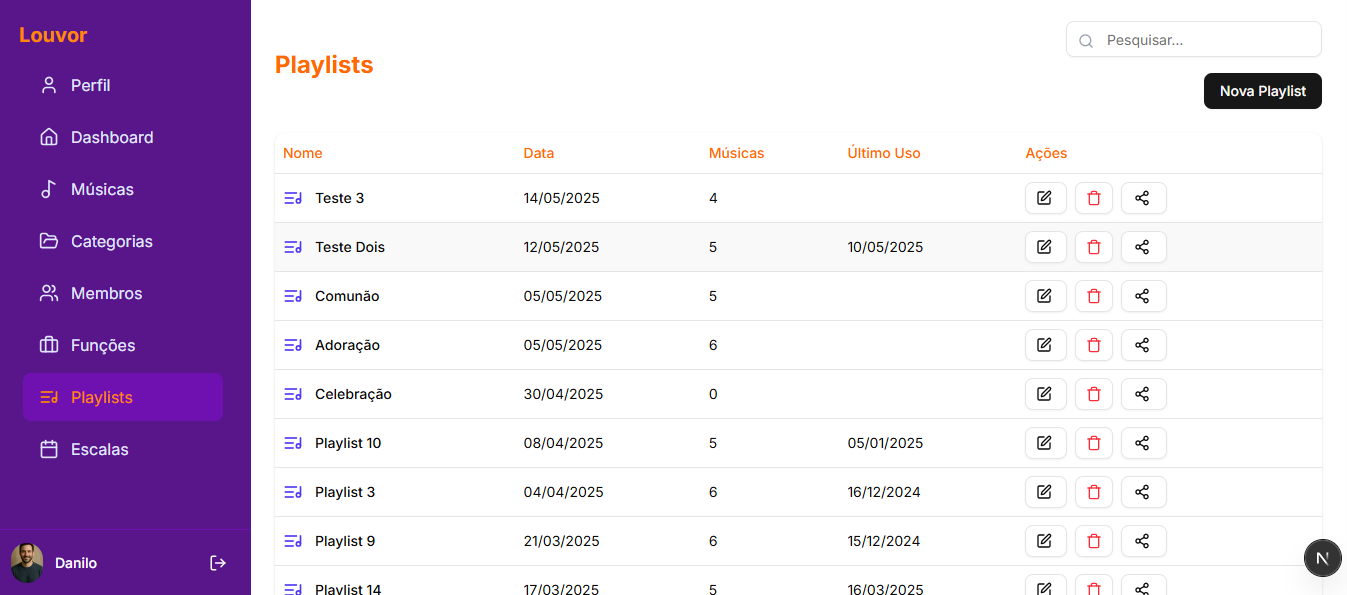 Louvor
Perfil
Dashboard
Músicas
Categorias
Membros
Funções
Playlists
Escalas
Danilo
Pesquisar...
Playlists
Nova Playlist
Nome Data Músicas Último Uso Ações
Teste 3 14/05/2025 4
Teste Dois 12/05/2025 5 10/05/2025
Comunão 05/05/2025 5
Adoração 05/05/2025 6
Celebração 30/04/2025 0
Playlist 10 08/04/2025 5 05/01/2025
Playlist 3 04/04/2025 6 16/12/2024
Playlist 9 21/03/2025 6 15/12/2024
Playlist 14 17/03/2025 5 16/03/2025
N